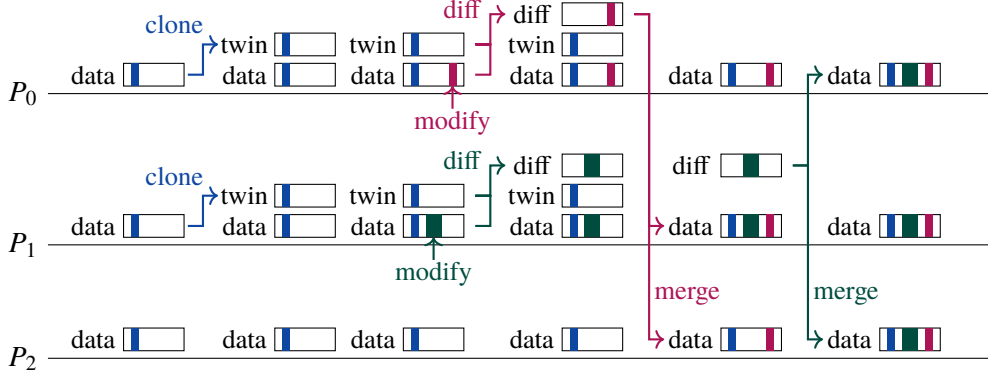 diff diff
clone twin twin twin
data data data data data data
P0
modify
diff diff diff
clone twin twin twin
data data data data data data
P1
modify
merge merge
data data data data data data
P2